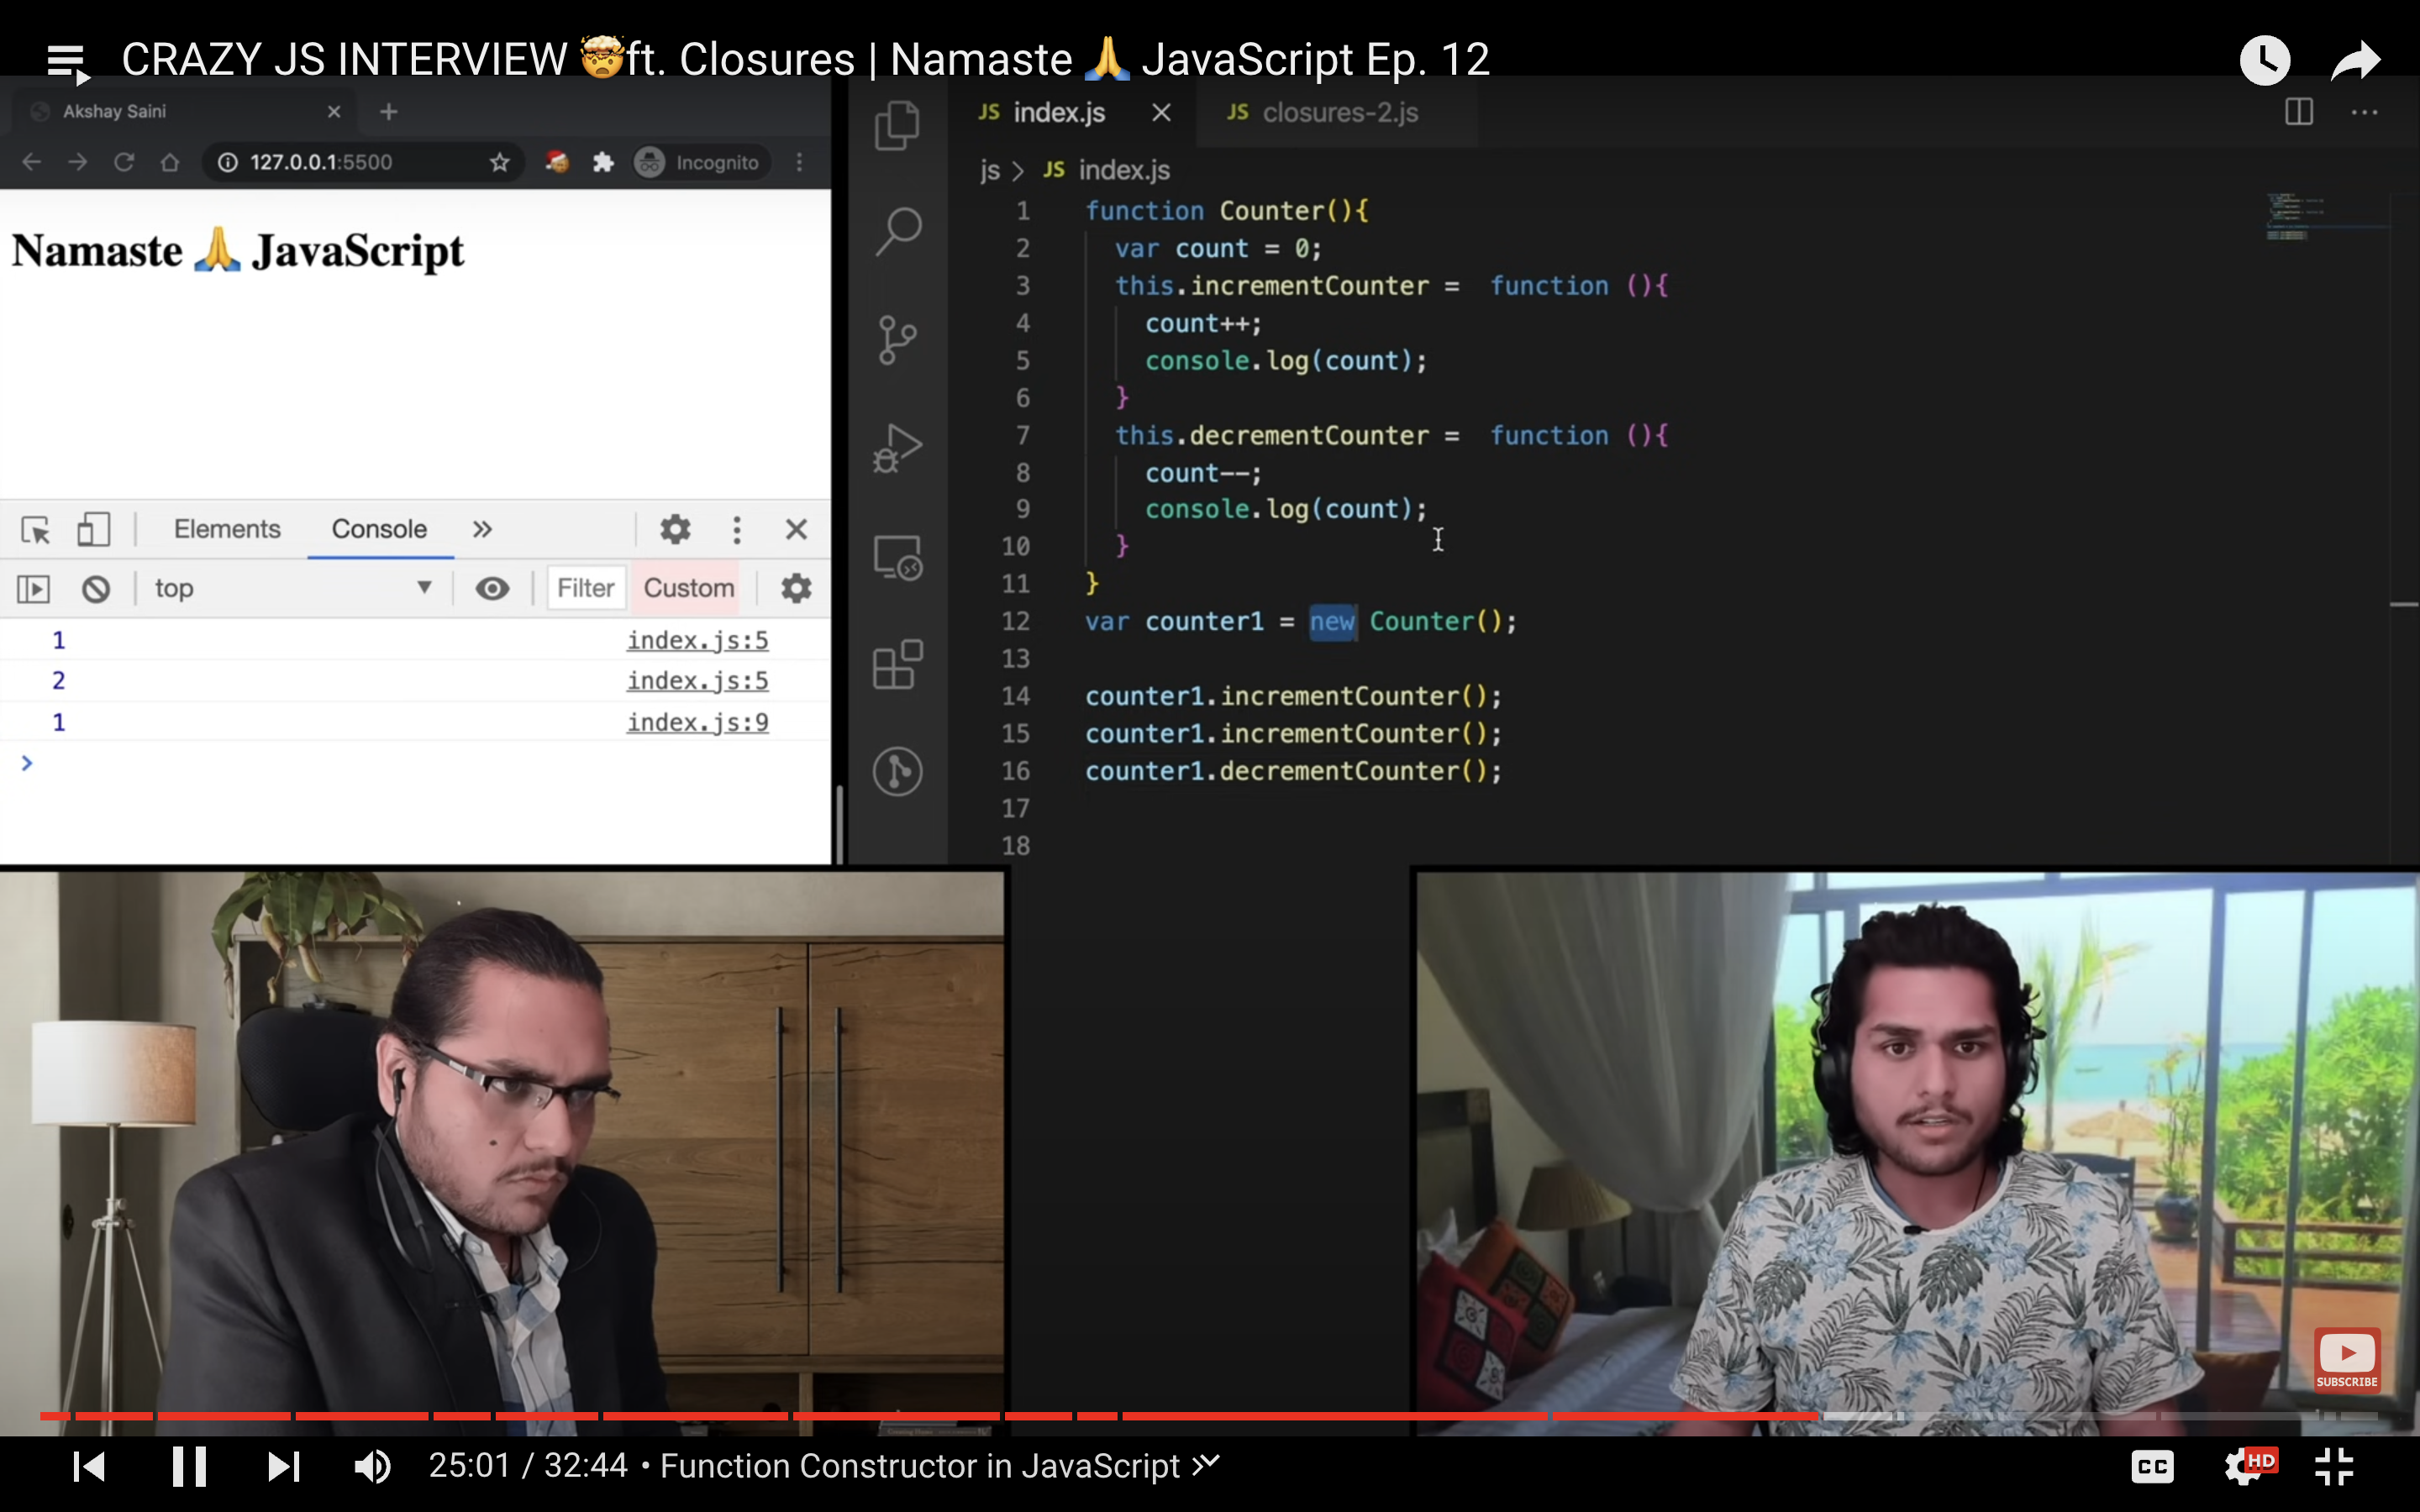 CRAZY JS INTERVIEW 🤯ft. Closures | Namaste 🙏 JavaScript Ep. 12
Akshay Saini
127.0.0.1:5500
Incognito
Namaste 🙏 JavaScript
Elements Console
top Filter Custom
1 index.js:5
2 index.js:5
1 index.js:9
JS index.js
JS closures-2.js
js > JS index.js
1 function Counter(){
2 var count = 0;
3 this.incrementCounter =  function (){
4 count++;
5 console.log(count);
6 }
7 this.decrementCounter =  function (){
8 count--;
9 console.log(count);
10 }
11 }
12 var counter1 = new Counter();
13
14 counter1.incrementCounter();
15 counter1.incrementCounter();
16 counter1.decrementCounter();
17
18
SUBSCRIBE
25:01 / 32:44 • Function Constructor in JavaScript
CC
HD